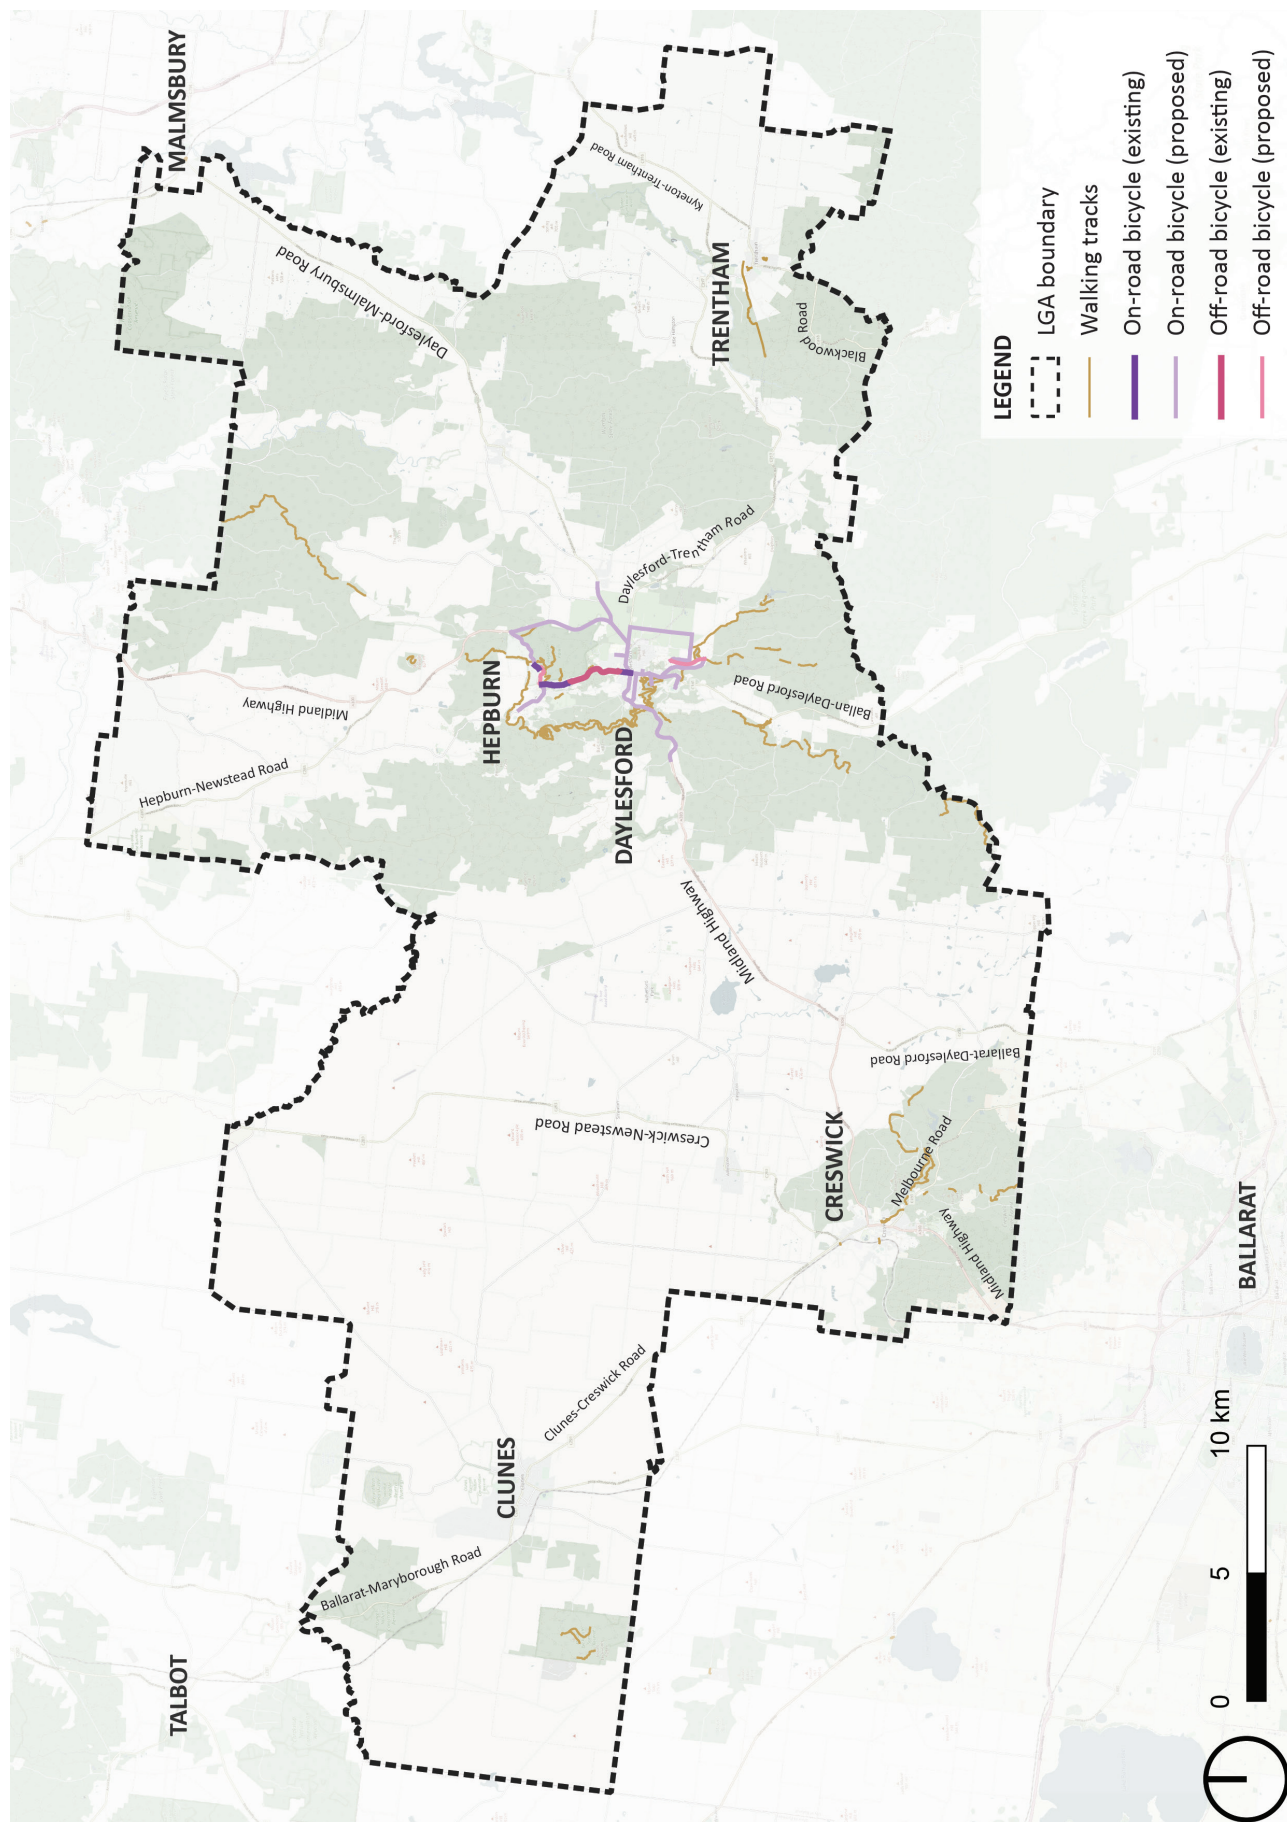 MALMSBURY
Daylesford-Malmsbury Road
Kyneton-Trentham Road
TRENTHAM
Blackwood
Road
Midland Highway
Hepburn-Newstead Road
HEPBURN
Daylesford-Trentham Road
DAYLESFORD
Ballan-Daylesford Road
Midland Highway
Creswick-Newstead Road
Ballarat-Daylesford Road
CRESWICK
Melbourne Road
Midland Highway
TALBOT
Ballarat-Maryborough Road
CLUNES
Clunes-Creswick Road
BALLARAT
0 5 10 km
LEGEND
LGA boundary
Walking tracks
On-road bicycle (existing)
On-road bicycle (proposed)
Off-road bicycle (existing)
Off-road bicycle (proposed)